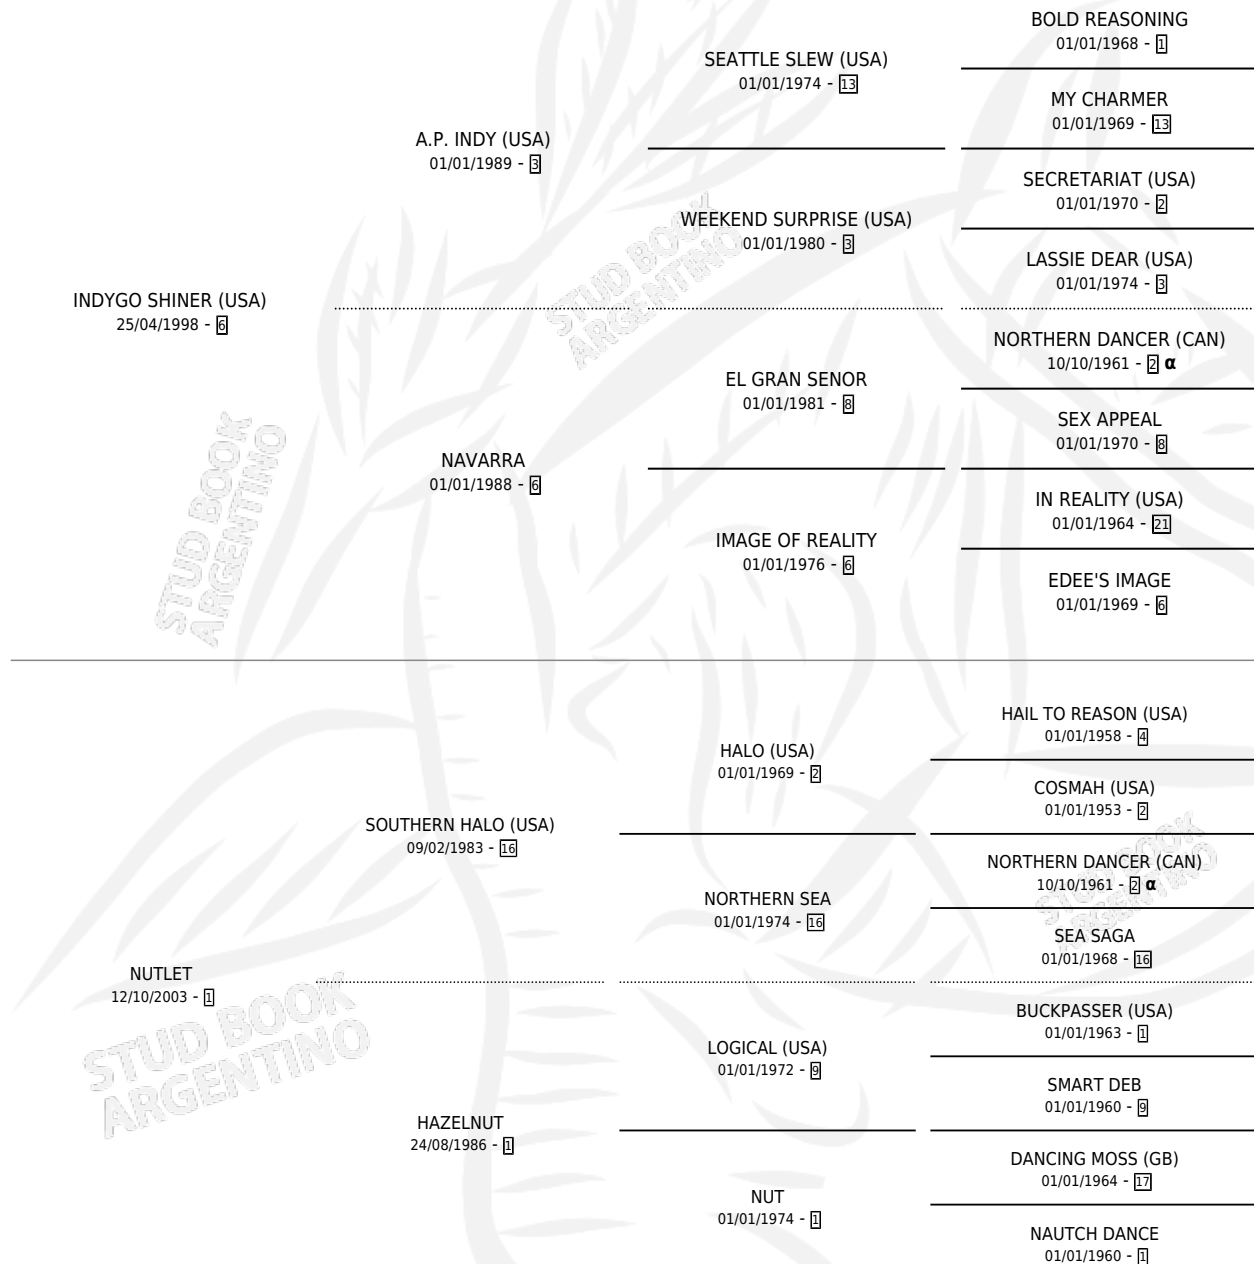 BOLD REASONING
01/01/1968 - 1
SEATTLE SLEW (USA)
01/01/1974 - 13
MY CHARMER
01/01/1969 - 13
A.P. INDY (USA)
01/01/1989 - 3
SECRETARIAT (USA)
01/01/1970 - 2
WEEKEND SURPRISE (USA)
01/01/1980 - 3
LASSIE DEAR (USA)
01/01/1974 - 3
INDYGO SHINER (USA)
25/04/1998 - 6
NORTHERN DANCER (CAN)
10/10/1961 - 2 α
EL GRAN SENOR
01/01/1981 - 8
SEX APPEAL
01/01/1970 - 8
NAVARRA
01/01/1988 - 6
IN REALITY (USA)
01/01/1964 - 21
IMAGE OF REALITY
01/01/1976 - 6
EDEE'S IMAGE
01/01/1969 - 6
HAIL TO REASON (USA)
01/01/1958 - 4
HALO (USA)
01/01/1969 - 2
COSMAH (USA)
01/01/1953 - 2
SOUTHERN HALO (USA)
09/02/1983 - 16
NORTHERN DANCER (CAN)
10/10/1961 - 2 α
NORTHERN SEA
01/01/1974 - 16
SEA SAGA
01/01/1968 - 16
NUTLET
12/10/2003 - 1
BUCKPASSER (USA)
01/01/1963 - 1
LOGICAL (USA)
01/01/1972 - 9
SMART DEB
01/01/1960 - 9
HAZELNUT
24/08/1986 - 1
DANCING MOSS (GB)
01/01/1964 - 17
NUT
01/01/1974 - 1
NAUTCH DANCE
01/01/1960 - 1
STUD BOOK
ARGENTINO
STUD BOOK
ARGENTINO
STUD BOOK
ARGENTINO
STUD BOOK
ARGENTINO